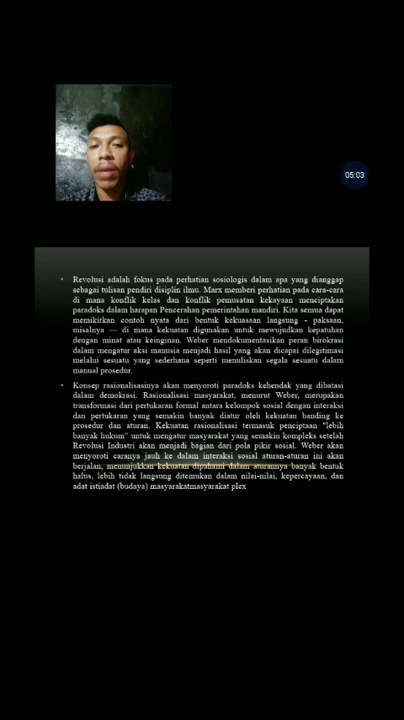 05:03
Revolusi adalah fokus pada perhatian sosiologis dalam apa yang dianggap
sebagai tulisan pendiri disiplin ilmu. Marx memberi perhatian pada cara-cara
di mana konflik kelas dan konflik pemusatan kekayaan menciptakan
paradoks dalam harapan Pencerahan pemerintahan mandiri. Kita semua dapat
memikirkan contoh nyata dari bentuk kekuasaan langsung - paksaan,
misalnya — di mana kekuatan digunakan untuk mewujudkan kepatuhan
dengan minat atau keinginan. Weber mendokumentasikan peran birokrasi
dalam mengatur aksi manusia menjadi hasil yang akan dicapai dilegitimasi
melalui sesuatu yang sederhana seperti menuliskan segala sesuatu dalam
manual prosedur.
Konsep rasionalisasinya akan menyoroti paradoks kehendak yang dibatasi
dalam demokrasi. Rasionalisasi masyarakat, menurut Weber, merupakan
transformasi dari pertukaran formal antara kelompok sosial dengan interaksi
dan pertukaran yang semakin banyak diatur oleh kekuatan banding ke
prosedur dan aturan. Kekuatan rasionalisasi termasuk penciptaan "lebih
banyak hukum" untuk mengatur masyarakat yang semakin kompleks setelah
Revolusi Industri akan menjadi bagian dari pola pikir sosial. Weber akan
menyoroti caranya jauh ke dalam interaksi sosial aturan-aturan ini akan
berjalan, menunjukkan kekuatan dipahami dalam aturannya banyak bentuk
halus, lebih tidak langsung ditemukan dalam nilai-nilai, kepercayaan, dan
adat istiadat (budaya) masyarakatmasyarakat plex